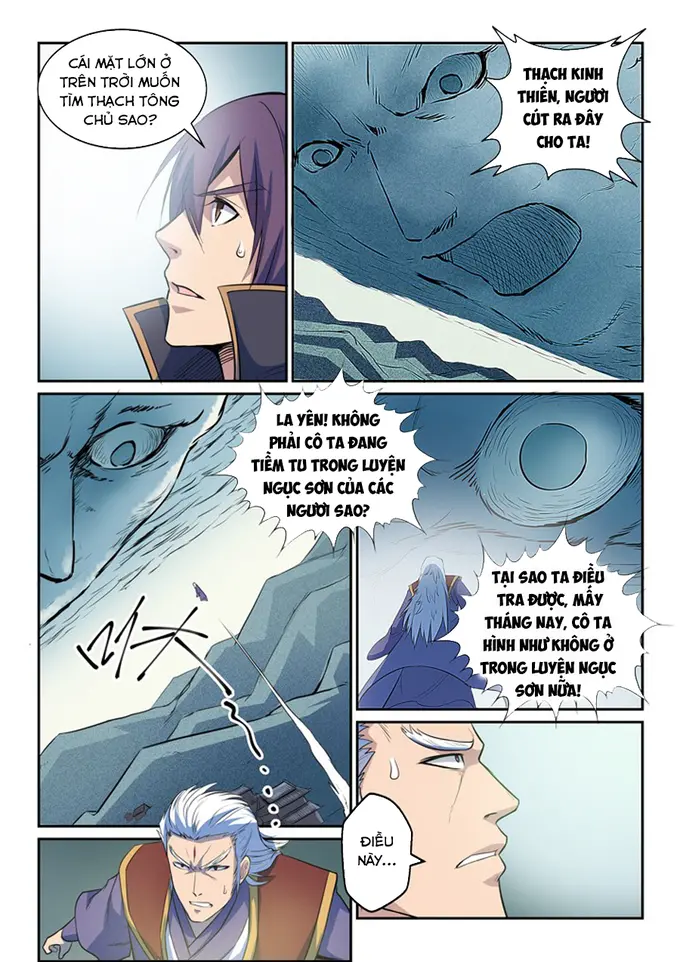 CÁI MẶT LỚN Ở
TRÊN TRỜI MUỐN
TÌM THẠCH TÔNG
CHỦ SAO?
THẠCH KINH
THIÊN, NGƯƠI
CÚT RA ĐÂY
CHO TA!
LA YÊN! KHÔNG
PHẢI CÔ TA ĐANG
TIỀM TU TRONG LUYỆN
NGỤC SƠN CỦA CÁC
NGƯƠI SAO?
TẠI SAO TA ĐIỀU
TRA ĐƯỢC, MẤY
THÁNG NAY, CÔ TA
HÌNH NHƯ KHÔNG Ở
TRONG LUYỆN NGỤC
SƠN NỮA!
ĐIỀU
NÀY...